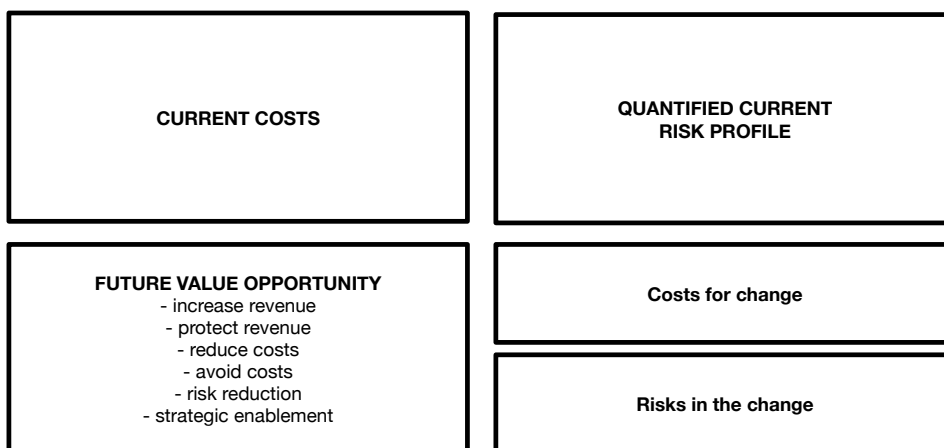 CURRENT COSTS
QUANTIFIED CURRENT
RISK PROFILE
FUTURE VALUE OPPORTUNITY
- increase revenue
- protect revenue
- reduce costs
- avoid costs
- risk reduction
- strategic enablement
Costs for change
Risks in the change